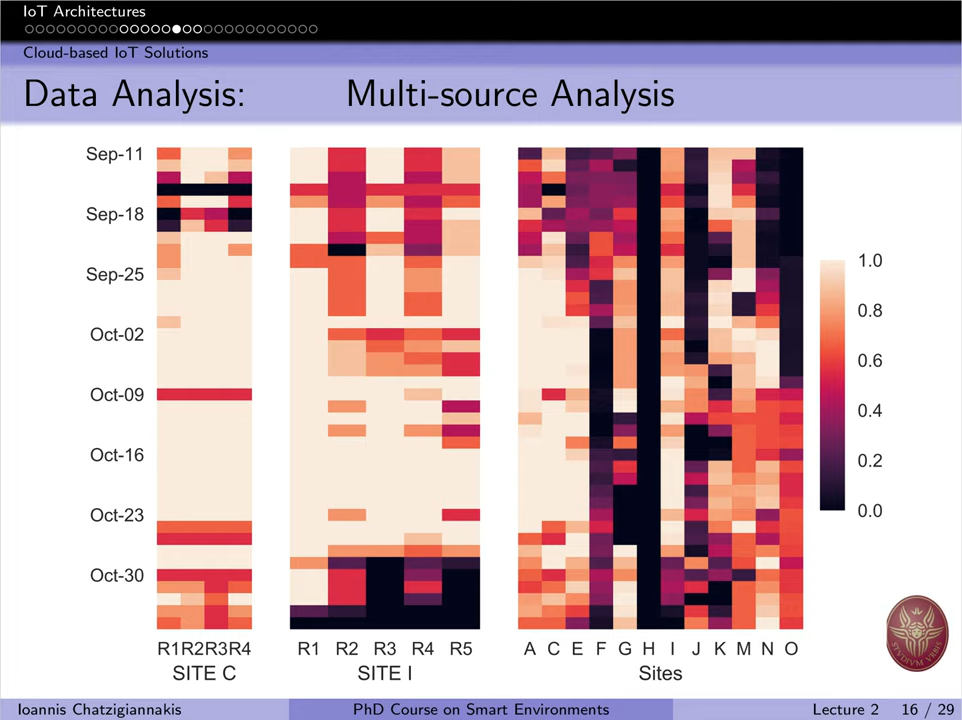 IoT Architectures
Cloud-based IoT Solutions
Data Analysis: Multi-source Analysis
Sep-11
Sep-18
Sep-25
Oct-02
Oct-09
Oct-16
Oct-23
Oct-30
R1R2R3R4
SITE C
R1 R2 R3 R4 R5
SITE I
A C E F G H I J K M N O
Sites
1.0
0.8
0.6
0.4
0.2
0.0
STVDIVM VRBIS
Ioannis Chatzigiannakis PhD Course on Smart Environments Lecture 2 16 / 29